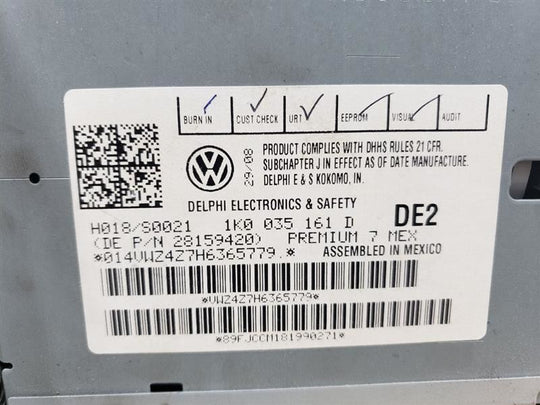 BURN IN CUST CHECK URT EEPROM VISUAL AUDIT
29/08
PRODUCT COMPLIES WITH DHHS RULES 21 CFR.
SUBCHAPTER J IN EFFECT AS OF DATE MANUFACTURE.
DELPHI E & S KOKOMO, IN.
DELPHI ELECTRONICS & SAFETY
H018/S0021 1K0 035 161 D DE2
(DE P/N 28159420) PREMIUM 7 MEX
*014VWZ4Z7H6365779.* ASSEMBLED IN MEXICO
*VWZ4Z7H6365779*
*89FJCCM181990271*